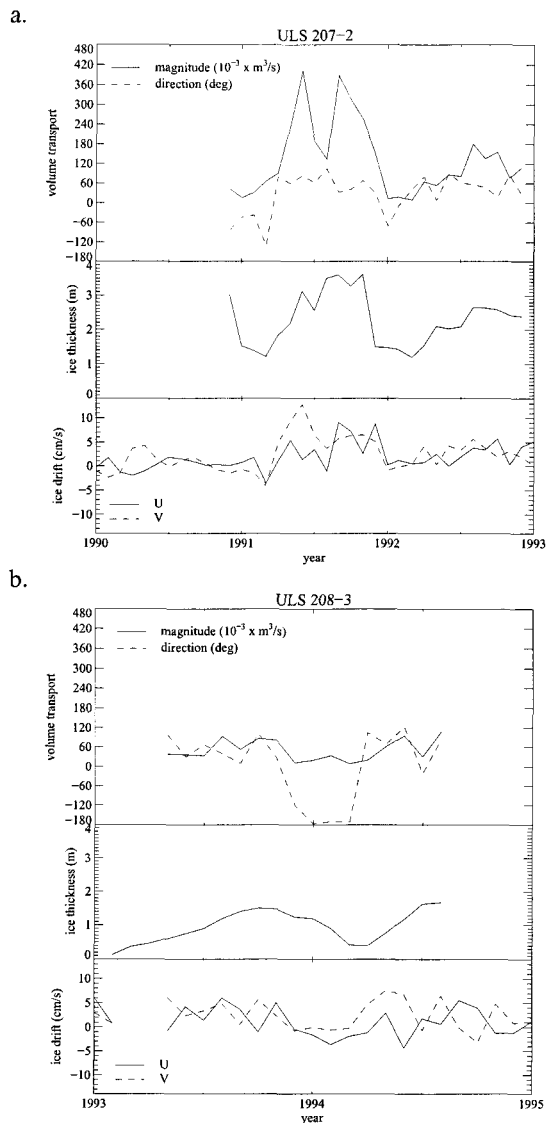 a.
ULS 207-2
480
420
360
300
240
180
120
60
0
-60
-120
-180
volume transport
magnitude (10⁻³ x m³/s)
direction (deg)
4
3
2
1
0
ice thickness (m)
10
5
0
-5
-10
ice drift (cm/s)
U
V
1990 1991 1992 1993
year
b.
ULS 208-3
480
420
360
300
240
180
120
60
0
-60
-120
-180
volume transport
magnitude (10⁻³ x m³/s)
direction (deg)
4
3
2
1
0
ice thickness (m)
10
5
0
-5
-10
ice drift (cm/s)
U
V
1993 1994 1995
year